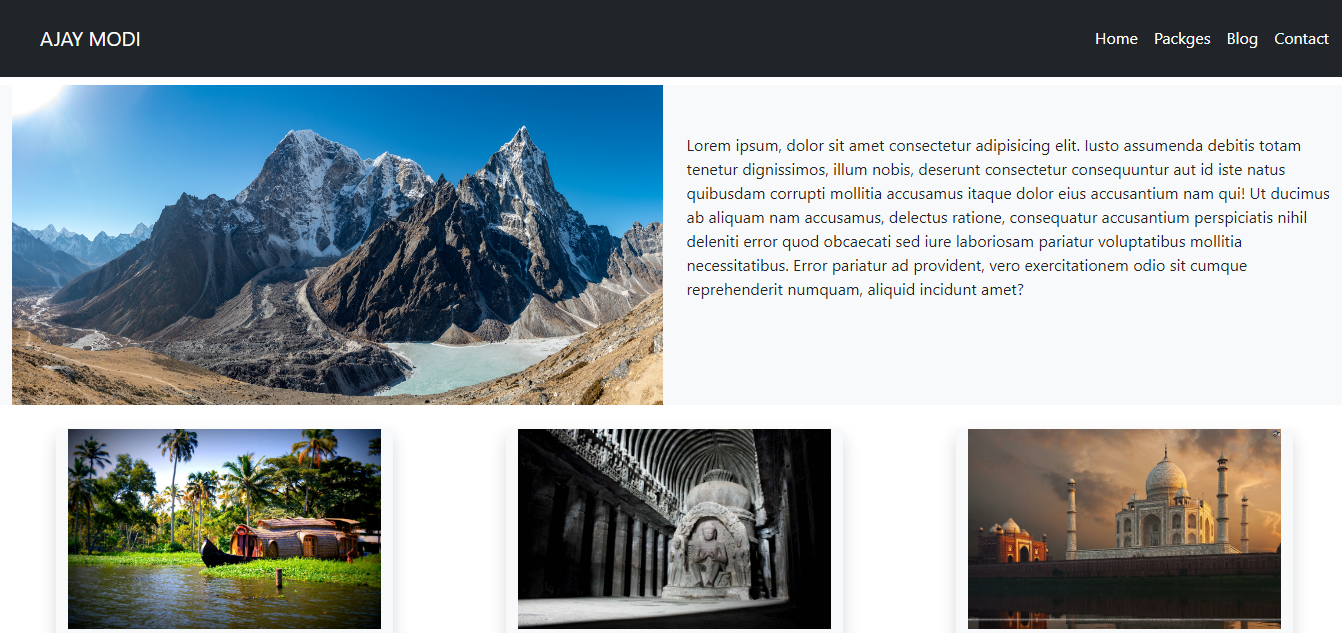 AJAY MODI
Home Packges Blog Contact
Lorem ipsum, dolor sit amet consectetur adipisicing elit. Iusto assumenda debitis totam
tenetur dignissimos, illum nobis, deserunt consectetur consequuntur aut id iste natus
quibusdam corrupti mollitia accusamus itaque dolor eius accusantium nam qui! Ut ducimus
ab aliquam nam accusamus, delectus ratione, consequatur accusantium perspiciatis nihil
deleniti error quod obcaecati sed iure laboriosam pariatur voluptatibus mollitia
necessitatibus. Error pariatur ad provident, vero exercitationem odio sit cumque
reprehenderit numquam, aliquid incidunt amet?